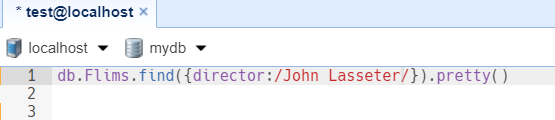 * test@localhost ×
localhost mydb
1 db.Flims.find({director:/John Lasseter/}).pretty()
2
3